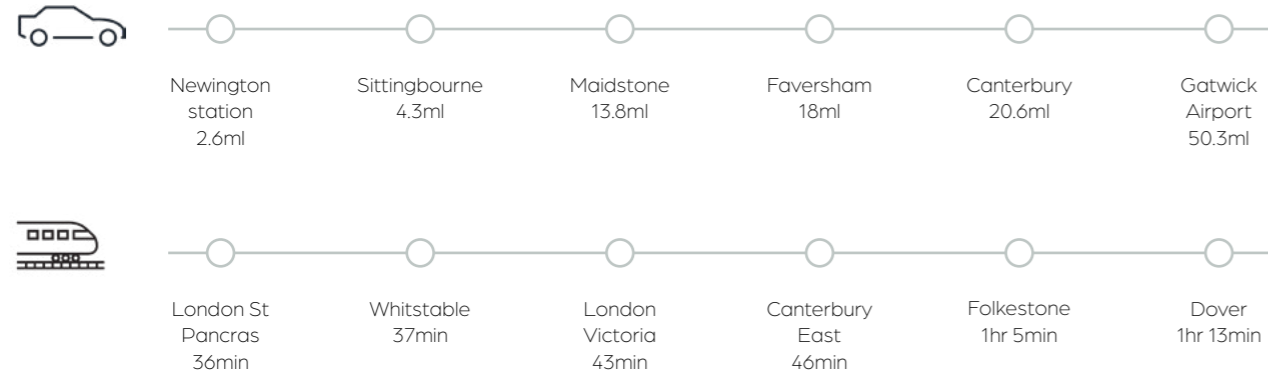 Newington
station
2.6ml
Sittingbourne
4.3ml
Maidstone
13.8ml
Faversham
18ml
Canterbury
20.6ml
Gatwick
Airport
50.3ml
London St
Pancras
36min
Whitstable
37min
London
Victoria
43min
Canterbury
East
46min
Folkestone
1hr 5min
Dover
1hr 13min